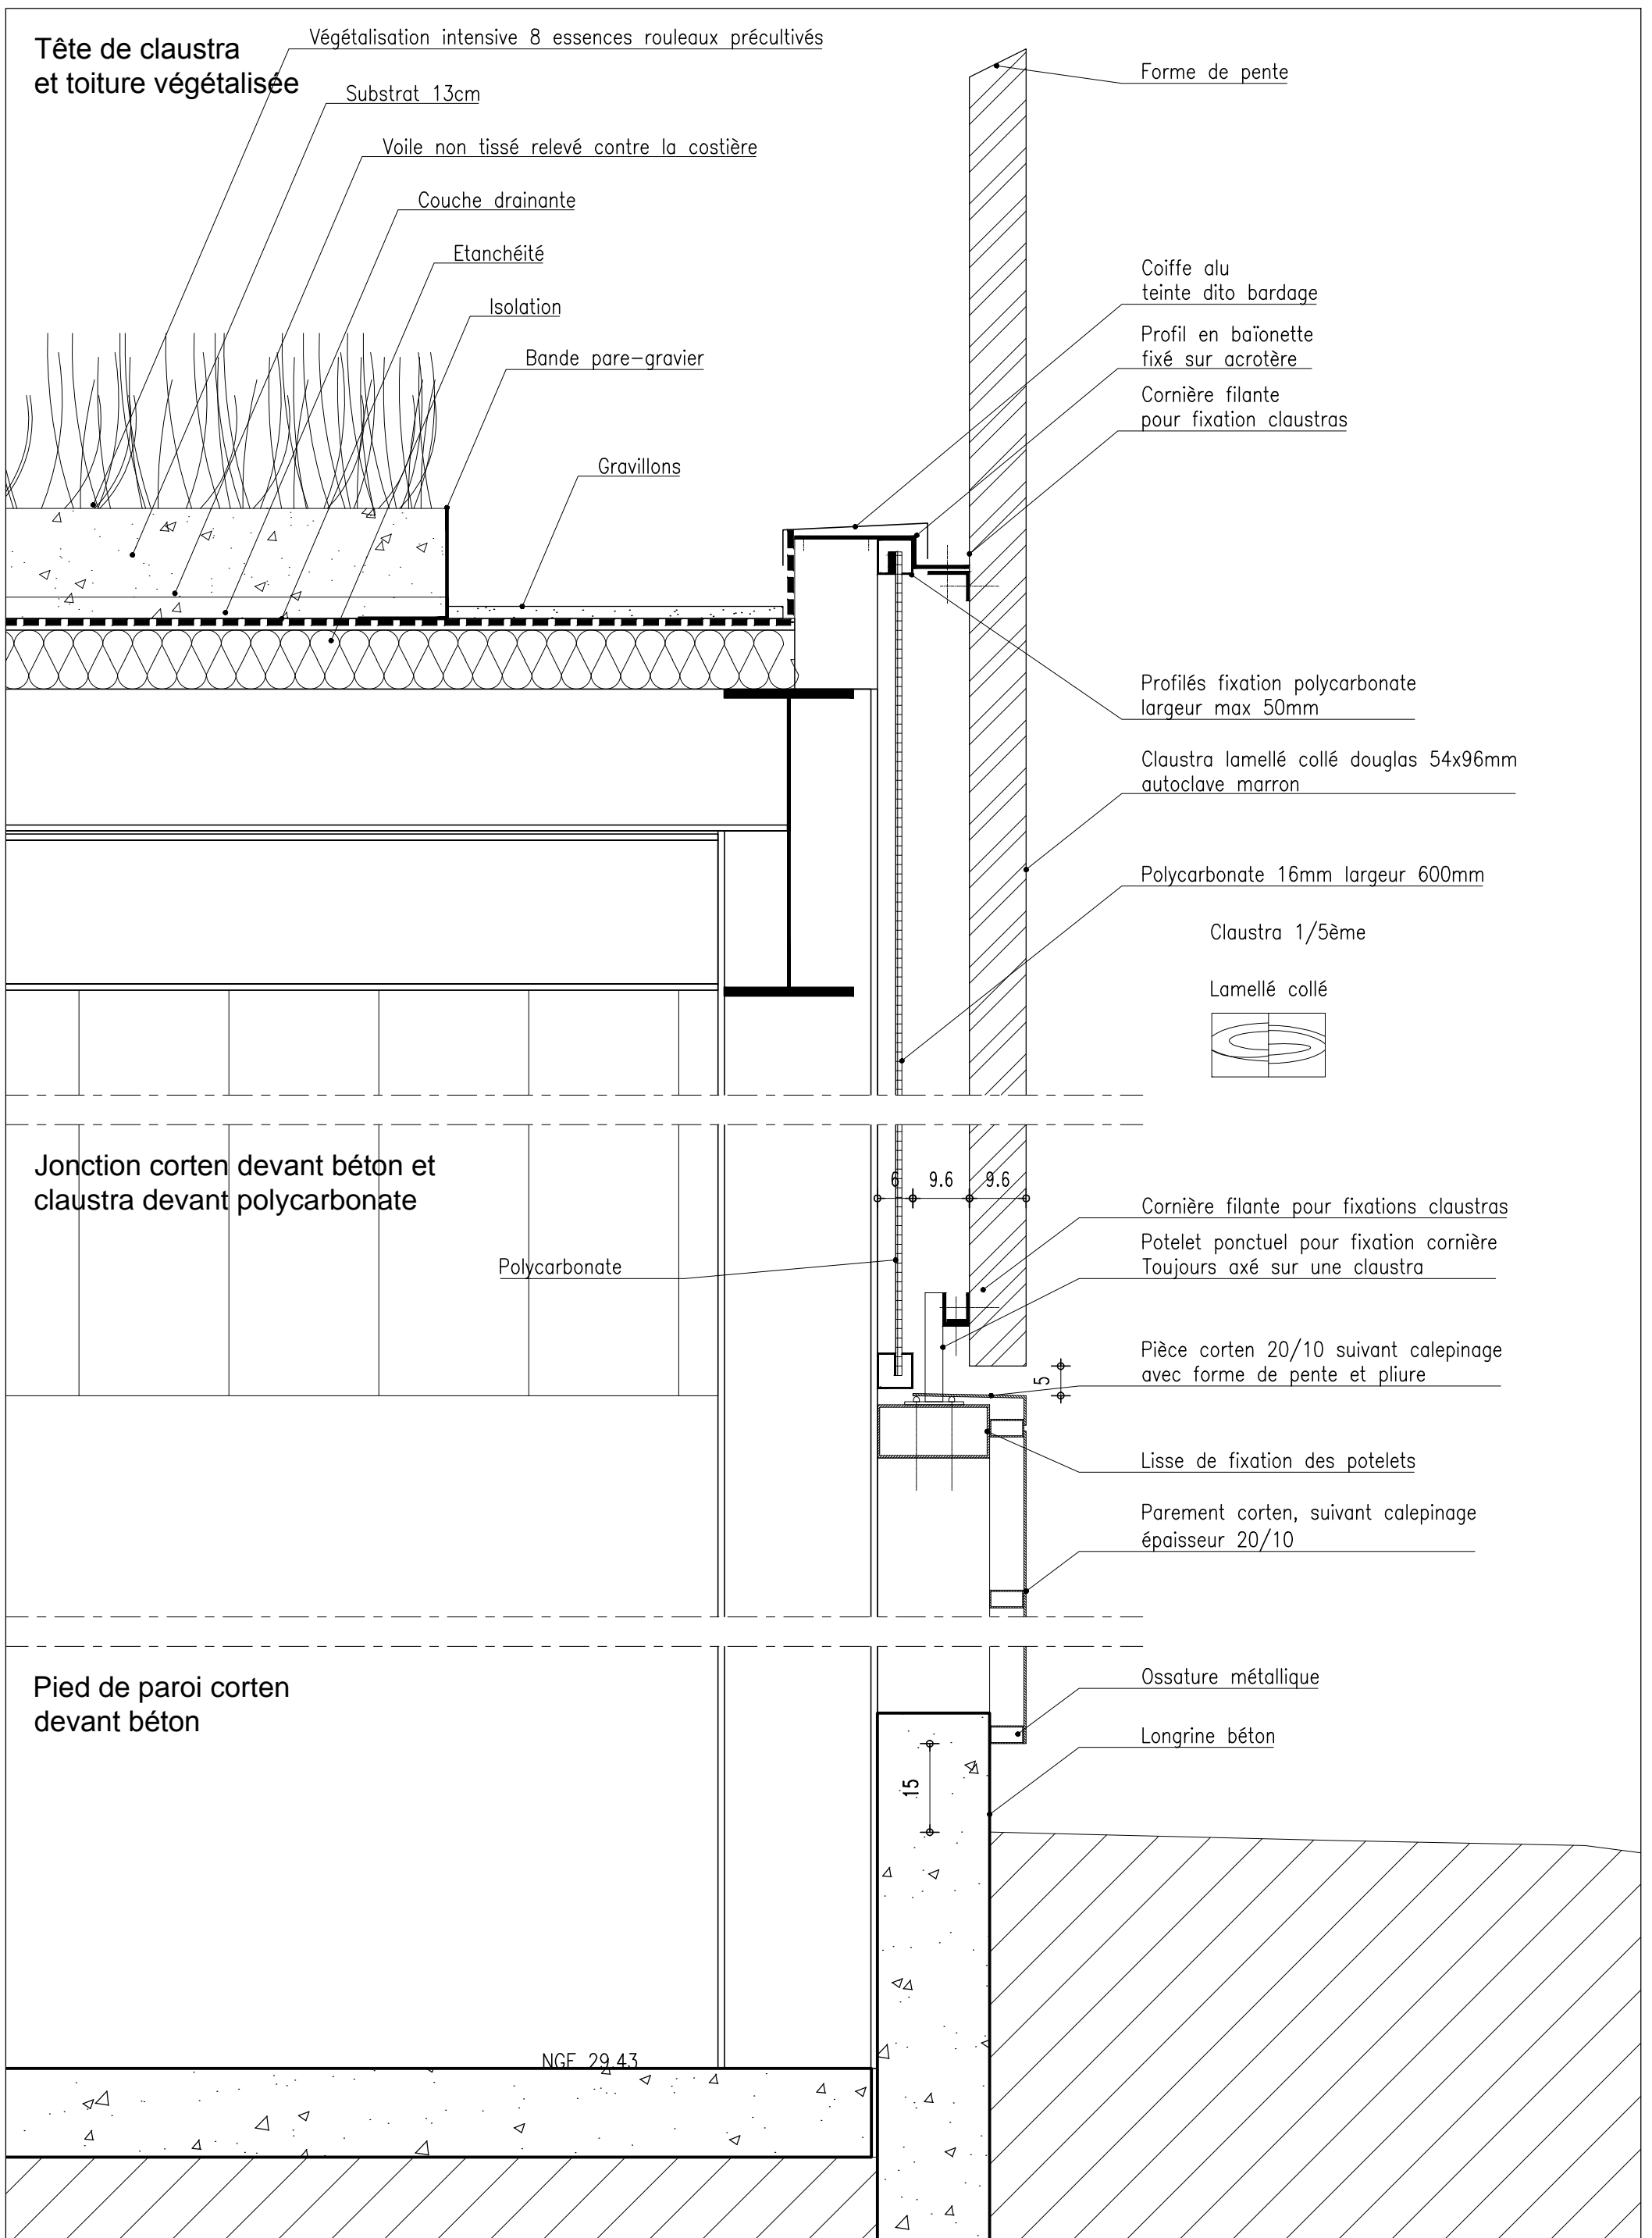 Tête de claustra
et toiture végétalisée
Végétalisation intensive 8 essences rouleaux précultivés
Substrat 13cm
Voile non tissé relevé contre la costière
Couche drainante
Etanchéité
Isolation
Bande pare-gravier
Gravillons
Forme de pente
Coiffe alu
teinte dito bardage
Profil en baïonette
fixé sur acrotère
Cornière filante
pour fixation claustras
Profilés fixation polycarbonate
largeur max 50mm
Claustra lamellé collé douglas 54x96mm
autoclave marron
Polycarbonate 16mm largeur 600mm
Claustra 1/5ème
Lamellé collé
Jonction corten devant béton et
claustra devant polycarbonate
6 9.6 9.6
Polycarbonate
Cornière filante pour fixations claustras
Potelet ponctuel pour fixation cornière
Toujours axé sur une claustra
Pièce corten 20/10 suivant calepinage
avec forme de pente et pliure
5
Lisse de fixation des potelets
Parement corten, suivant calepinage
épaisseur 20/10
Pied de paroi corten
devant béton
Ossature métallique
Longrine béton
15
NGF 29.43